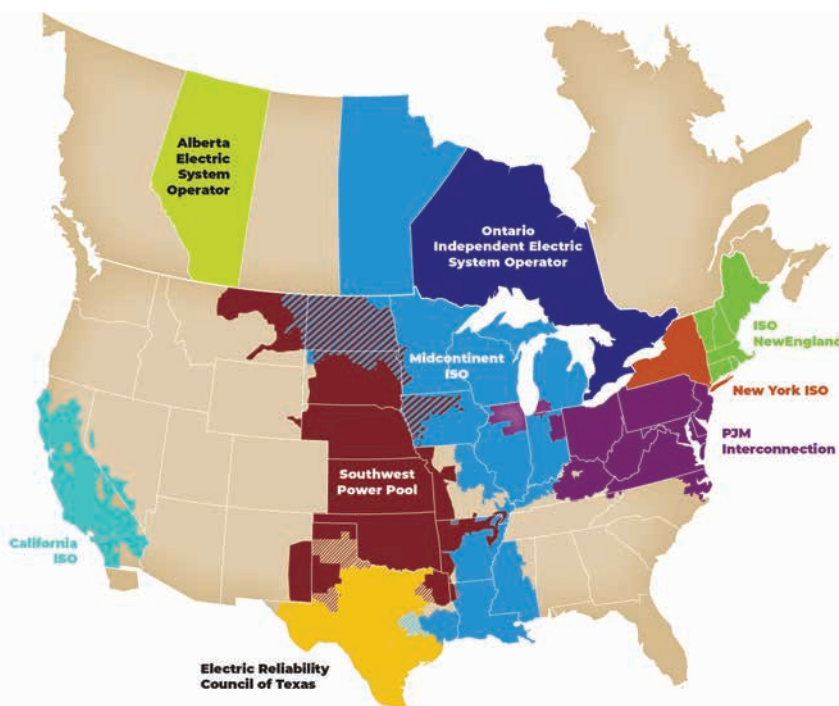 Alberta
Electric
System
Operator
Ontario
Independent Electric
System Operator
Midcontinent
ISO
ISO
NewEngland
New York ISO
PJM
Interconnection
Southwest
Power Pool
California
ISO
Electric Reliability
Council of Texas